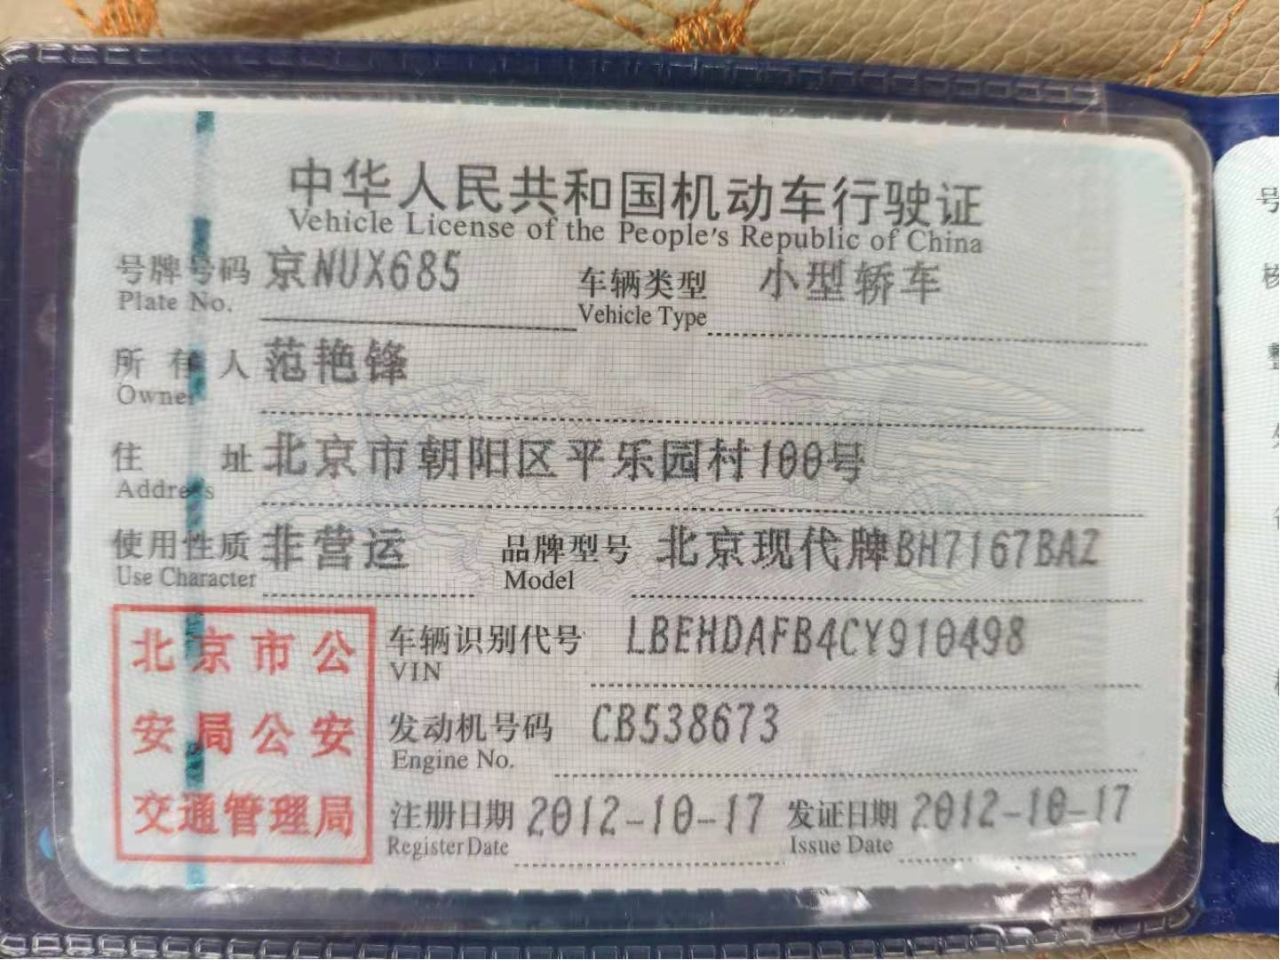 中华人民共和国机动车行驶证
Vehicle License of the People's Republic of China
号牌号码 京NUX685 车辆类型 小型轿车
Plate No. Vehicle Type
所有人 范艳锋
Owner
住址 北京市朝阳区平乐园村100号
Address
使用性质 非营运 品牌型号 北京现代牌BH7167BAZ
Use Character Model
北京市公
安局公安
交通管理局
车辆识别代号 LBEHDAFB4CY910498
VIN
发动机号码 CB538673
Engine No.
注册日期 2012-10-17 发证日期 2012-10-17
Register Date Issue Date
号